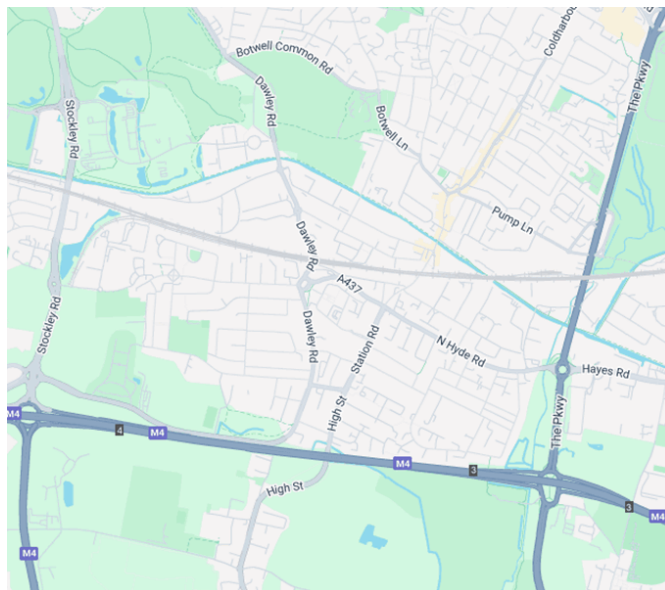 Botwell Common Rd
Coldharbou
The Pkwy
Dawley Rd
Stockley Rd
Botwell Ln
Pump Ln
Dawley Rd
A437
Stockley Rd
Dawley Rd
Station Rd
N Hyde Rd
Hayes Rd
High St
The Pkwy
M4
4
M4
M4
3
High St
3
M4
M4